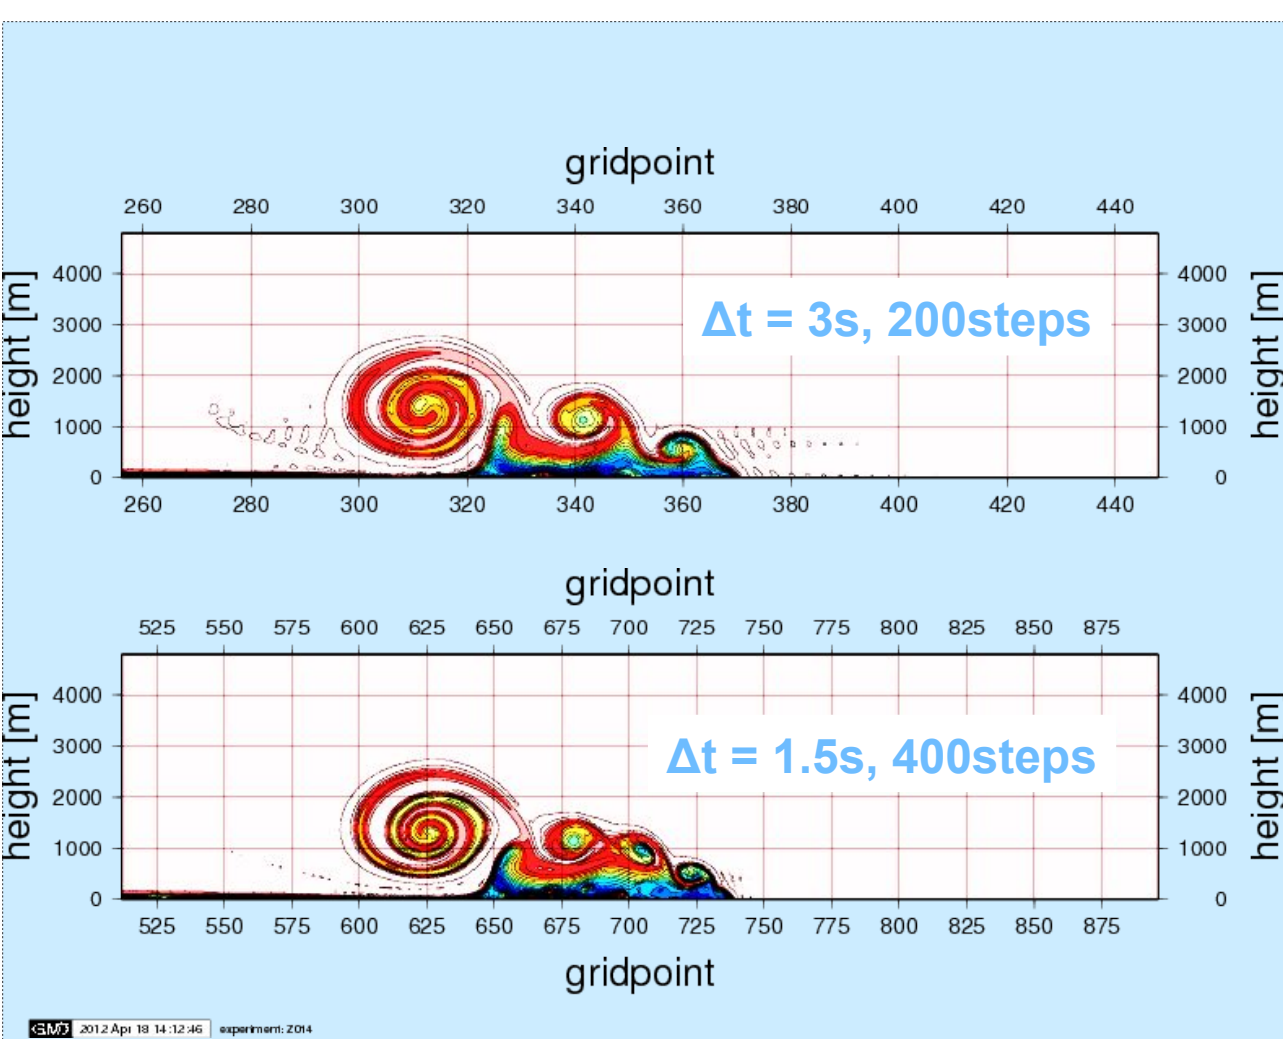 gridpoint
260 280 300 320 340 360 380 400 420 440
height [m]
4000 4000
3000 3000
2000 2000
1000 1000
0 0
height [m]
Δt = 3s, 200steps
260 280 300 320 340 360 380 400 420 440
gridpoint
525 550 575 600 625 650 675 700 725 750 775 800 825 850 875
height [m]
4000 4000
3000 3000
2000 2000
1000 1000
0 0
height [m]
Δt = 1.5s, 400steps
525 550 575 600 625 650 675 700 725 750 775 800 825 850 875
gridpoint
2012 Apr 18 14:12:46 experiment: Z014